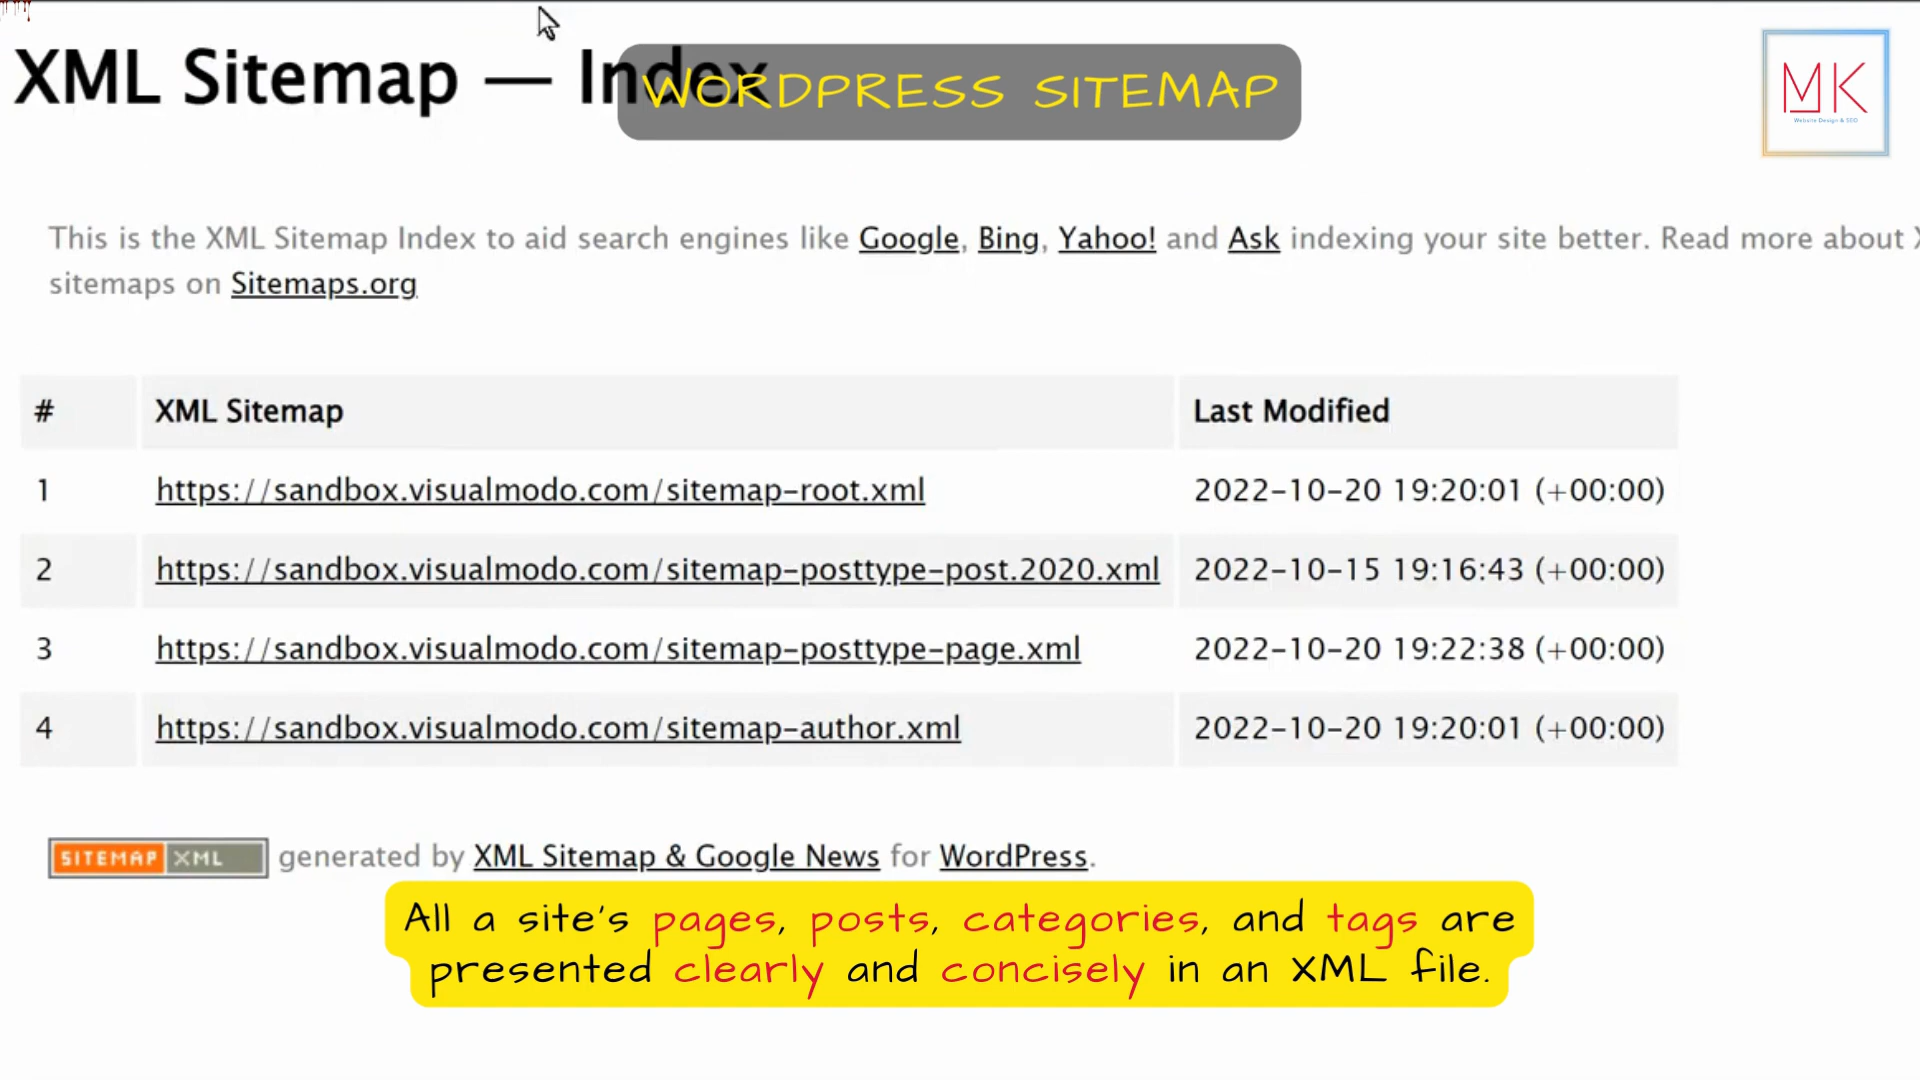 XML Sitemap — Index
WORDPRESS SITEMAP
MK
Website Design & SEO
This is the XML Sitemap Index to aid search engines like Google, Bing, Yahoo! and Ask indexing your site better. Read more about X
sitemaps on Sitemaps.org
# XML Sitemap Last Modified
1 https://sandbox.visualmodo.com/sitemap-root.xml 2022-10-20 19:20:01 (+00:00)
2 https://sandbox.visualmodo.com/sitemap-posttype-post.2020.xml 2022-10-15 19:16:43 (+00:00)
3 https://sandbox.visualmodo.com/sitemap-posttype-page.xml 2022-10-20 19:22:38 (+00:00)
4 https://sandbox.visualmodo.com/sitemap-author.xml 2022-10-20 19:20:01 (+00:00)
SITEMAP XML generated by XML Sitemap & Google News for WordPress.
All a site's pages, posts, categories, and tags are
presented clearly and concisely in an XML file.